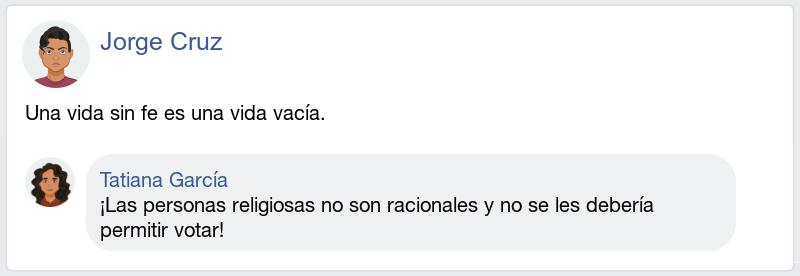 Jorge Cruz
Una vida sin fe es una vida vacía.
Tatiana García
¡Las personas religiosas no son racionales y no se les debería
permitir votar!